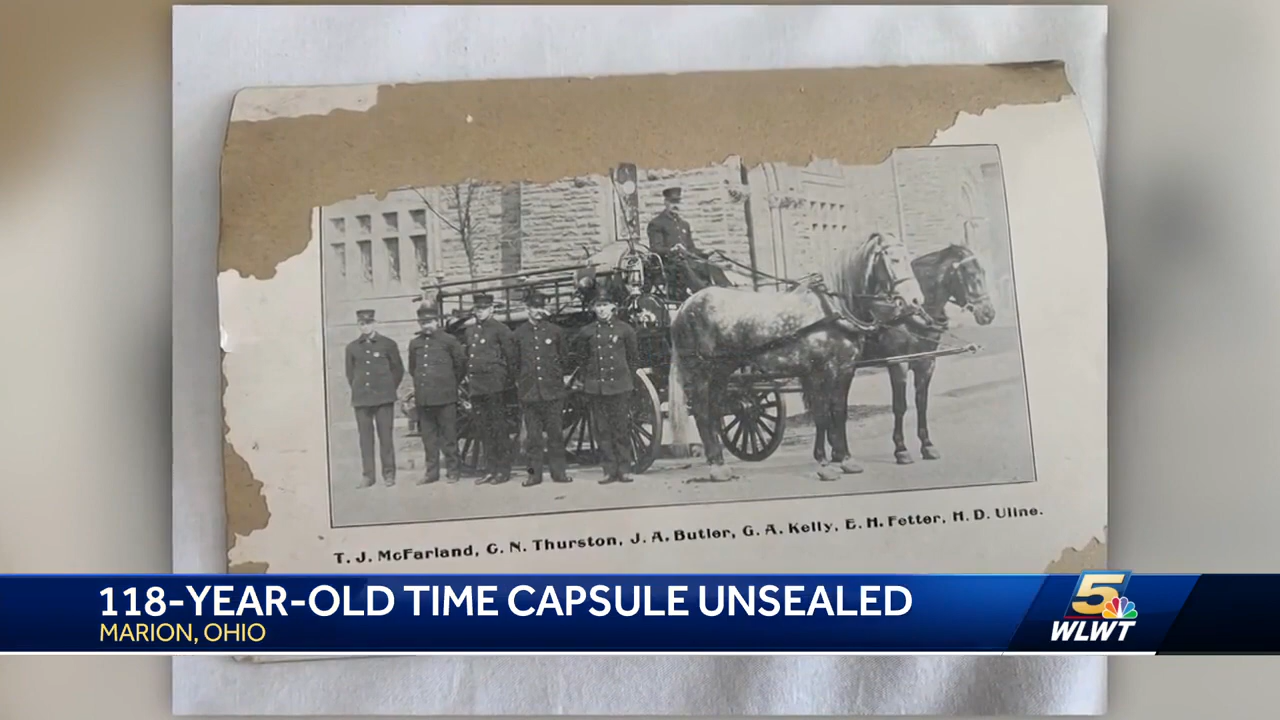 T. J. McFarland, C. N. Thurston, J. A. Butler, G. A. Kelly, E. H. Fetter, H. D. Uline.
118-YEAR-OLD TIME CAPSULE UNSEALED
MARION, OHIO
5
WLWT